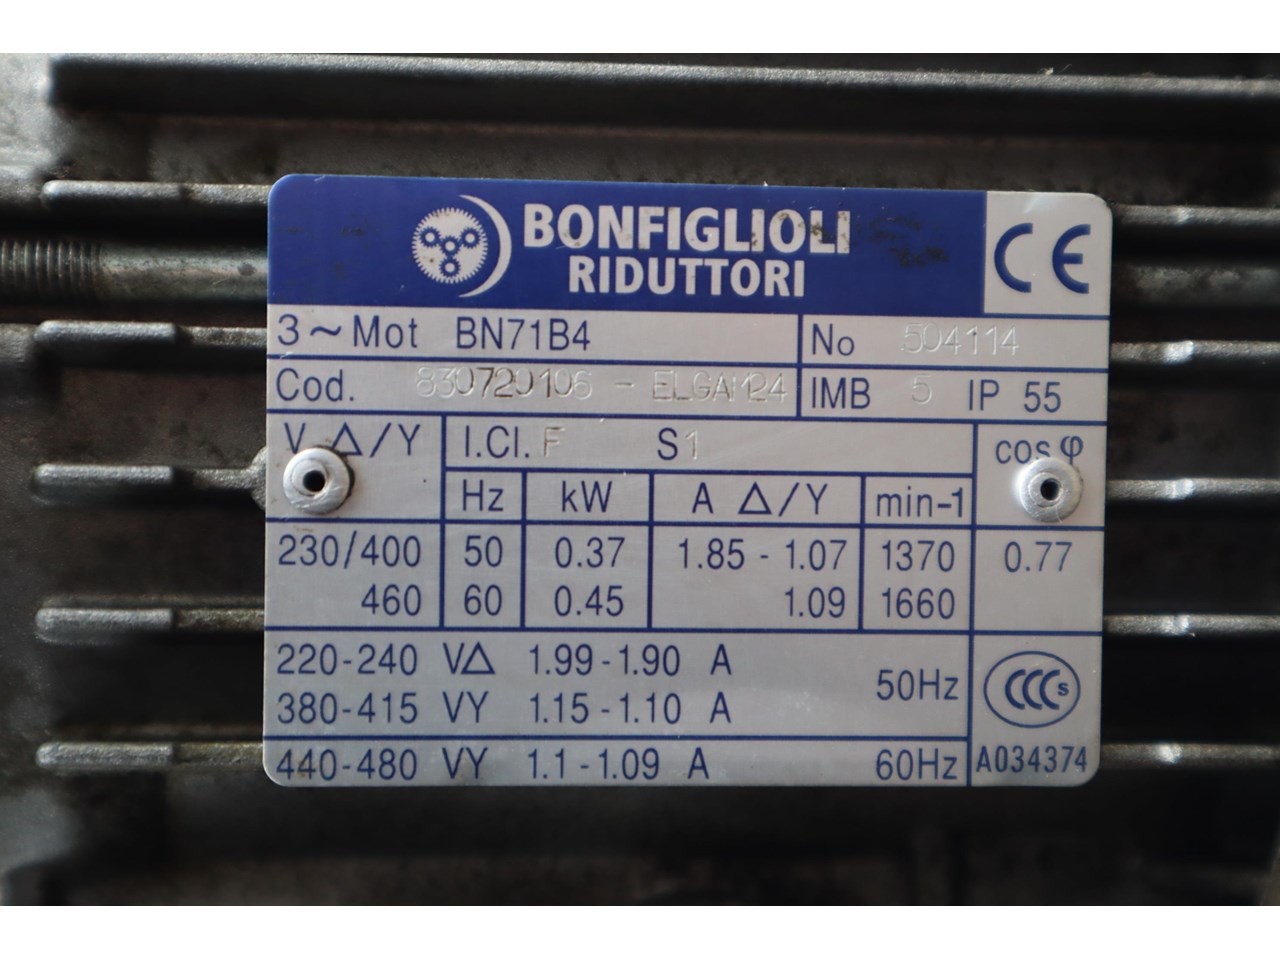 BONFIGLIOLI
RIDUTTORI
CE
3~Mot BN71B4 No 504114
Cod. 830720106 - ELGAM124 IMB 5 IP 55
V Δ/Y I.Cl. F S1 cos φ
Hz kW A Δ/Y min-1
230/400 50 0.37 1.85 - 1.07 1370 0.77
460 60 0.45 1.09 1660
220-240 VΔ 1.99-1.90 A 50Hz
380-415 VY 1.15-1.10 A
CCC S
440-480 VY 1.1-1.09 A 60Hz A034374